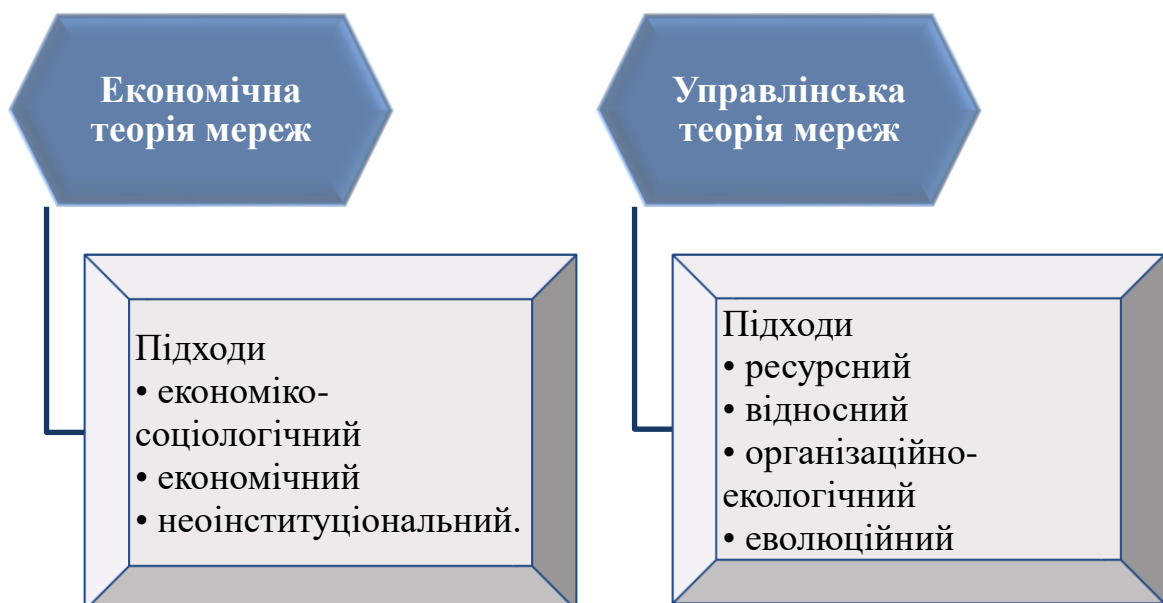 Економічна
теорія мереж
Підходи
• економіко-
соціологічний
• економічний
• неоінституціональний.
Управлінська
теорія мереж
Підходи
• ресурсний
• відносний
• організаційно-
екологічний
• еволюційний